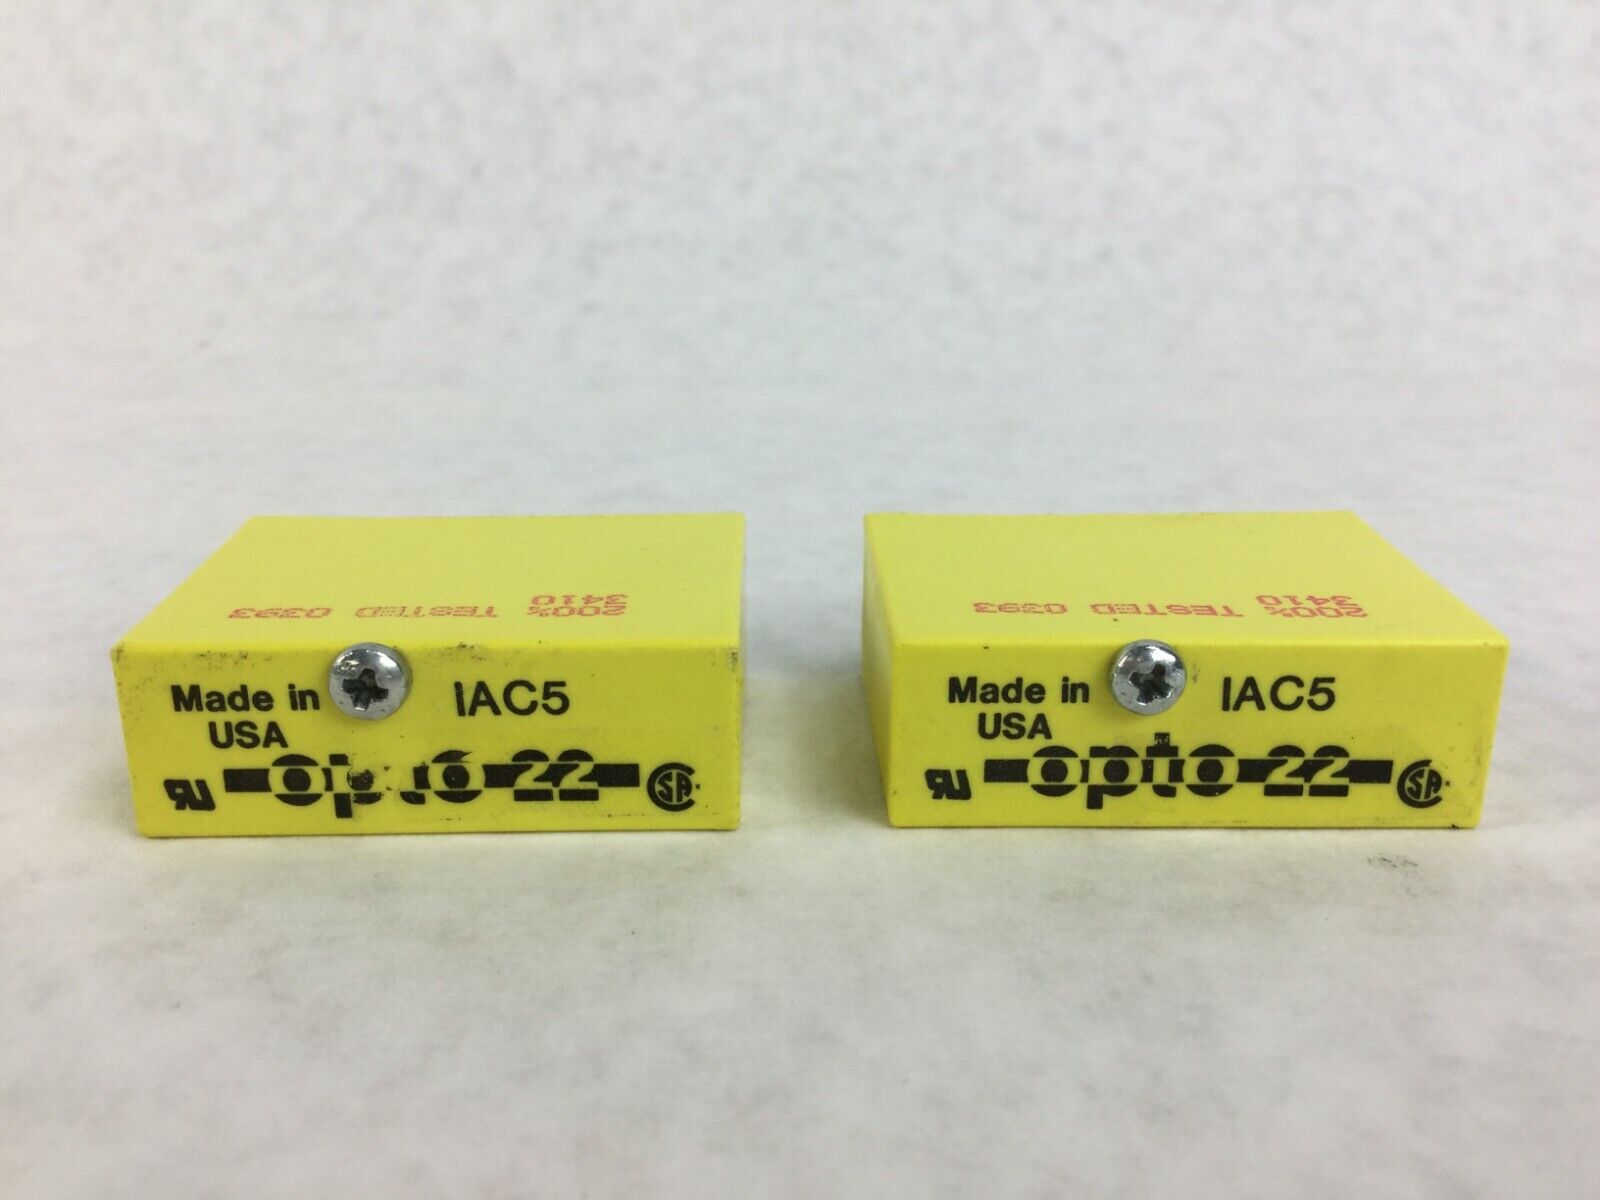 200% TESTED 0393
3410
Made in
USA
IAC5
opto 22
200% TESTED 0393
3410
Made in
USA
IAC5
opto 22